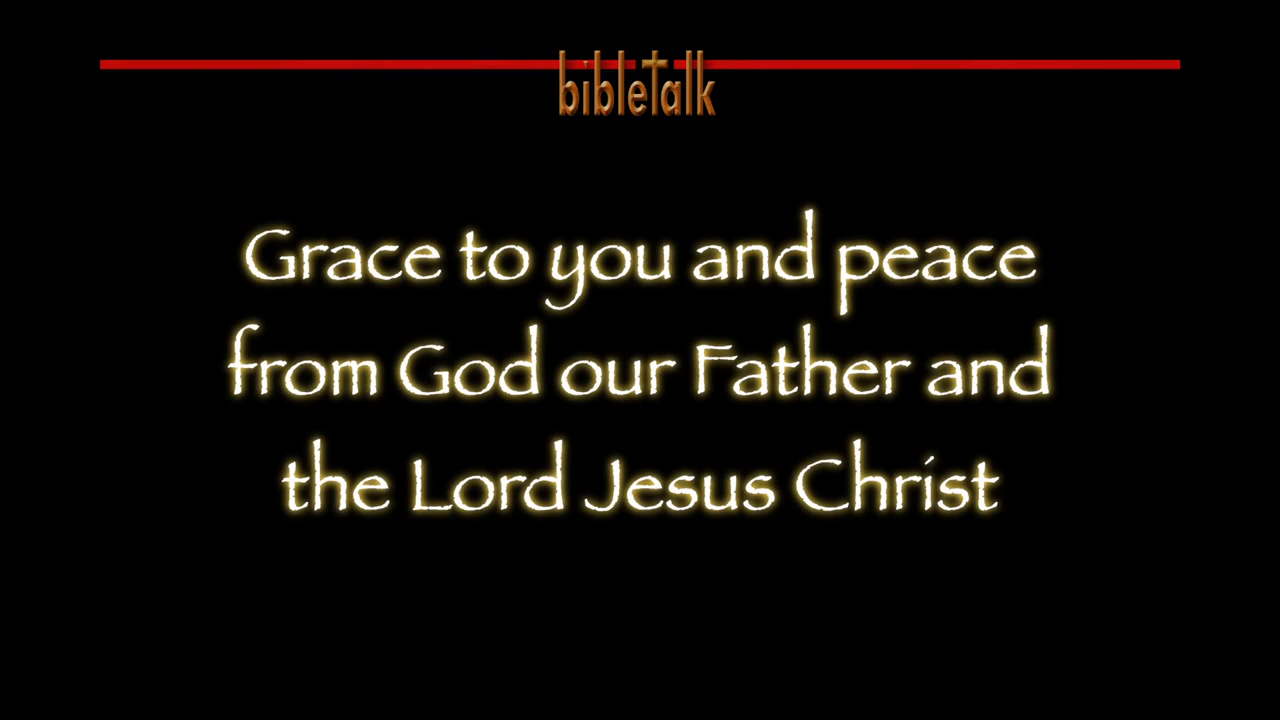 bibleTalk
Grace to you and peace
from God our Father and
the Lord Jesus Christ